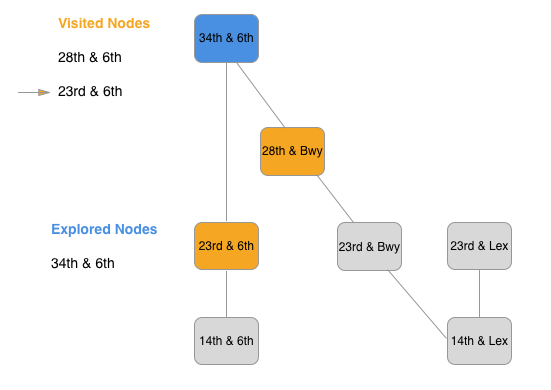 Visited Nodes
28th & 6th
23rd & 6th
Explored Nodes
34th & 6th
34th & 6th
28th & Bwy
23rd & 6th
23rd & Bwy
23rd & Lex
14th & 6th
14th & Lex